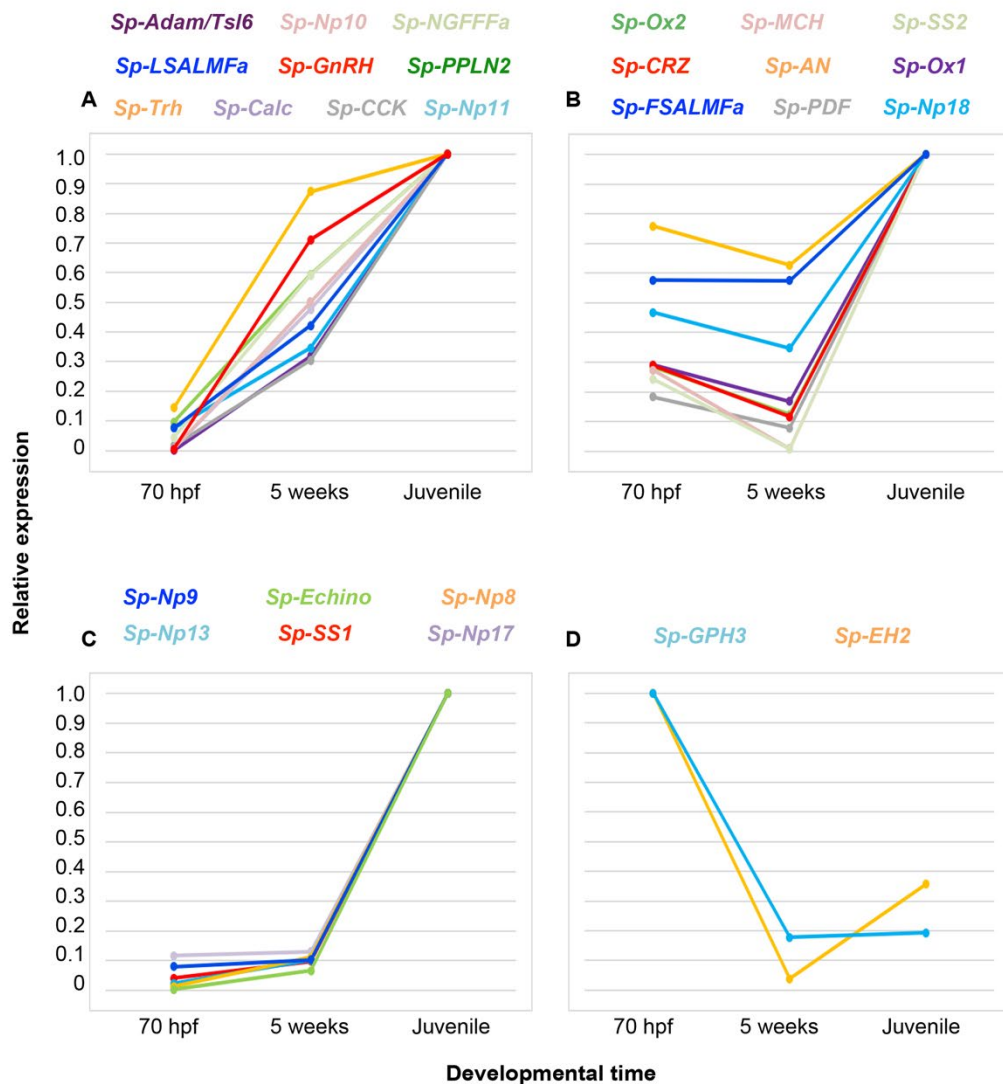 Sp-Adam/Tsl6 Sp-Np10 Sp-NGFFFa
Sp-LSALMFa Sp-GnRH Sp-PPLN2
A Sp-Trh Sp-Calc Sp-CCK Sp-Np11
1.0
0.9
0.8
0.7
0.6
0.5
0.4
0.3
0.2
0.1
0
70 hpf 5 weeks Juvenile
Sp-Ox2 Sp-MCH Sp-SS2
Sp-CRZ Sp-AN Sp-Ox1
B Sp-FSALMFa Sp-PDF Sp-Np18
70 hpf 5 weeks Juvenile
Relative expression
Sp-Np9 Sp-Echino Sp-Np8
C Sp-Np13 Sp-SS1 Sp-Np17
1.0
0.9
0.8
0.7
0.6
0.5
0.4
0.3
0.2
0.1
0
70 hpf 5 weeks Juvenile
D Sp-GPH3 Sp-EH2
70 hpf 5 weeks Juvenile
Developmental time